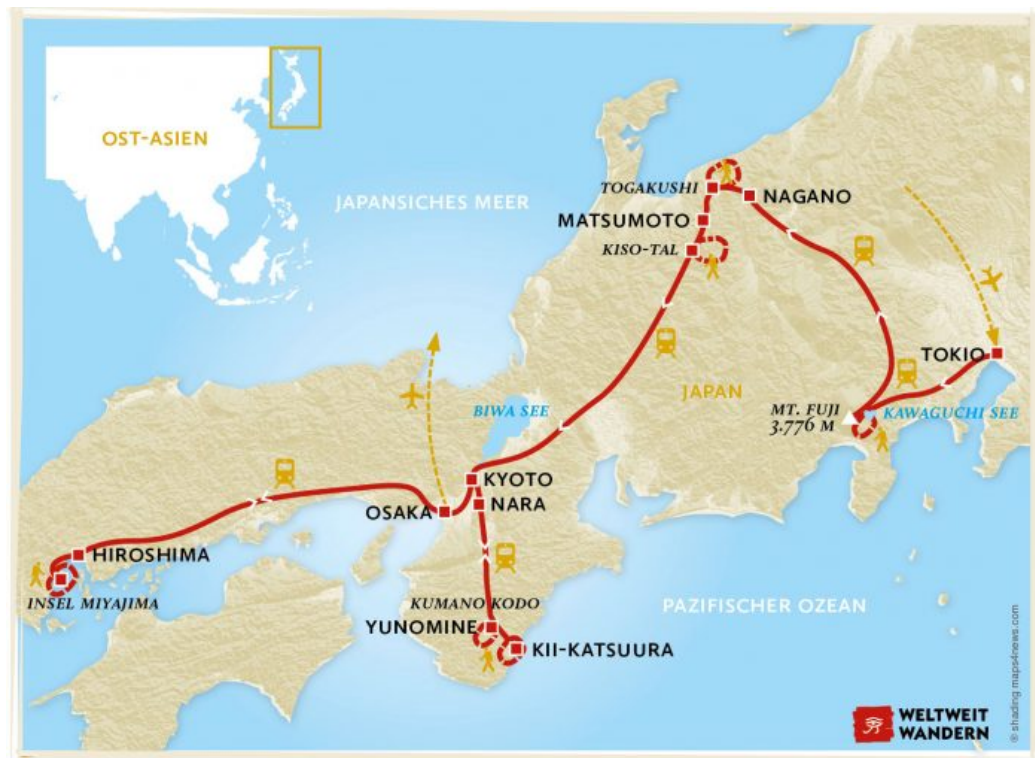 OST-ASIEN
JAPANSICHES MEER
TOGAKUSHI
NAGANO
MATSUMOTO
KISO-TAL
TOKIO
JAPAN
MT. FUJI
3.776 M
KAWAGUCHI SEE
BIWA SEE
KYOTO
NARA
OSAKA
HIROSHIMA
INSEL MIYAJIMA
KUMANO KODO
YUNOMINE
KII-KATSUURA
PAZIFISCHER OZEAN
WELTWEIT
WANDERN
© shading maps4news.com